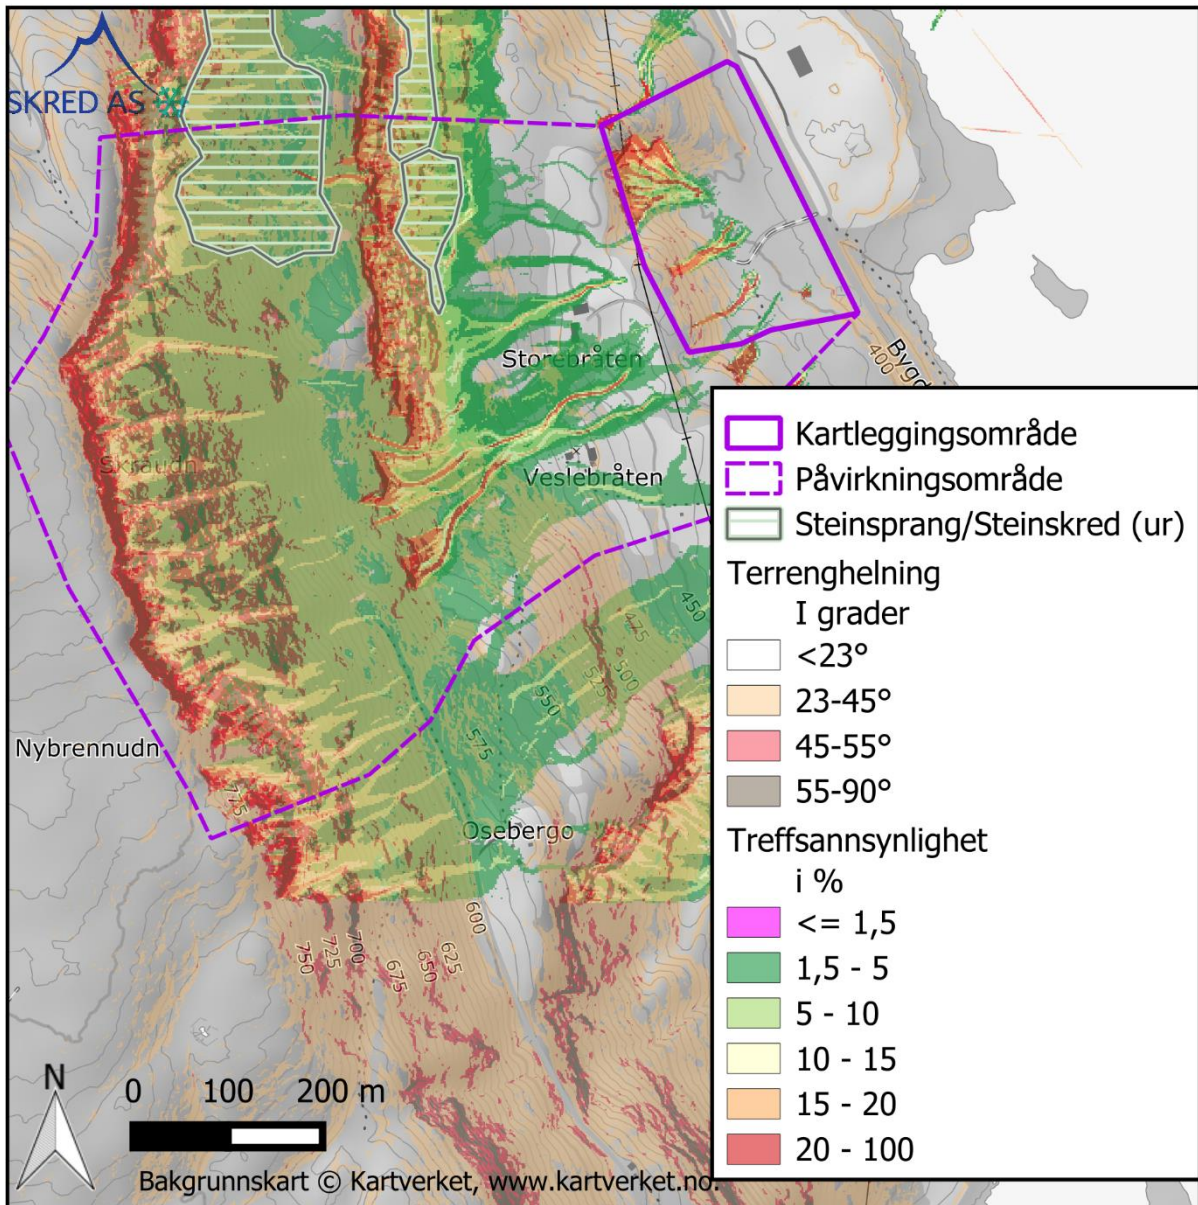 SKRED AS
Storebråten
Bygd
400
Skraudn
Veslebråten
450
475
500
525
550
575
Nybrennudn
775
Osebergo
600
750
725
700
675
650
625
Kartleggingsområde
Påvirkningsområde
Steinsprang/Steinskred (ur)
Terrenghelning
I grader
<23°
23-45°
45-55°
55-90°
Treffsannsynlighet
i %
<= 1,5
1,5 - 5
5 - 10
10 - 15
15 - 20
20 - 100
N
0 100 200 m
Bakgrunnskart © Kartverket, www.kartverket.no.